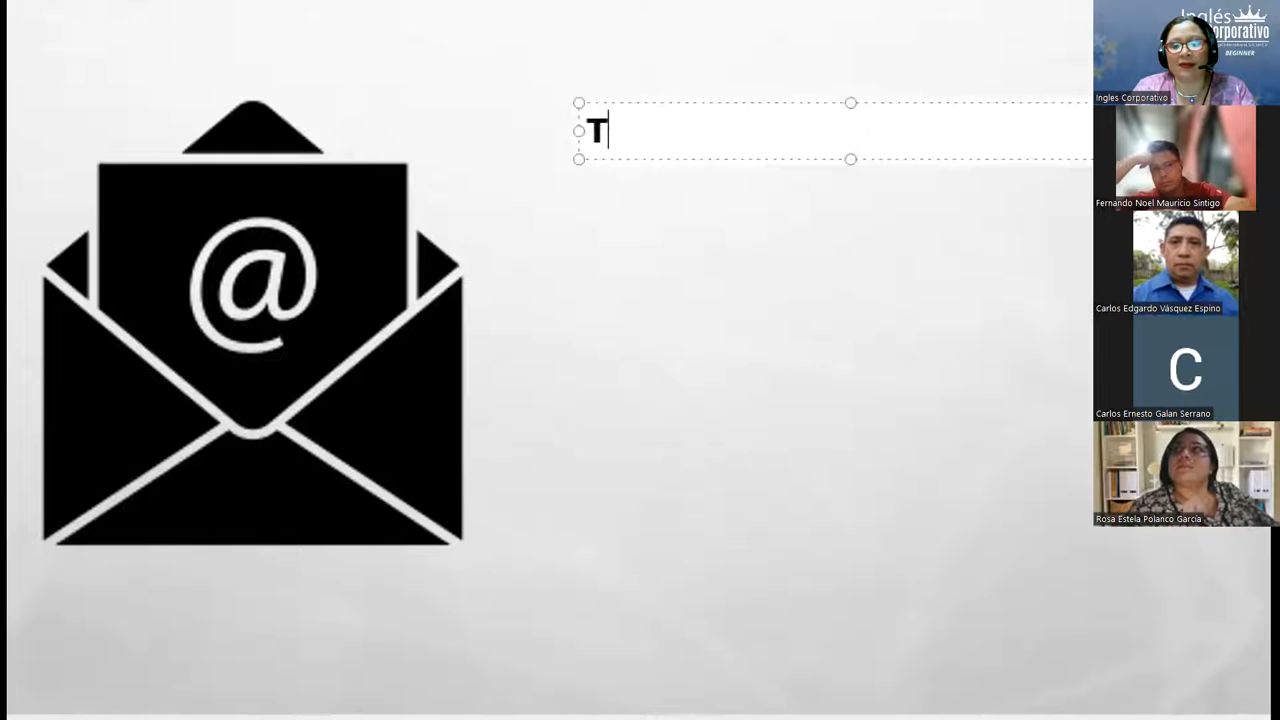 @
T
Inglés
Corporativo
BEGINNER
Ingles Corporativo
Fernando Noel Mauricio Sintigo
Carlos Edgardo Vásquez Espino
C
Carlos Ernesto Galan Serrano
Rosa Estela Polanco García